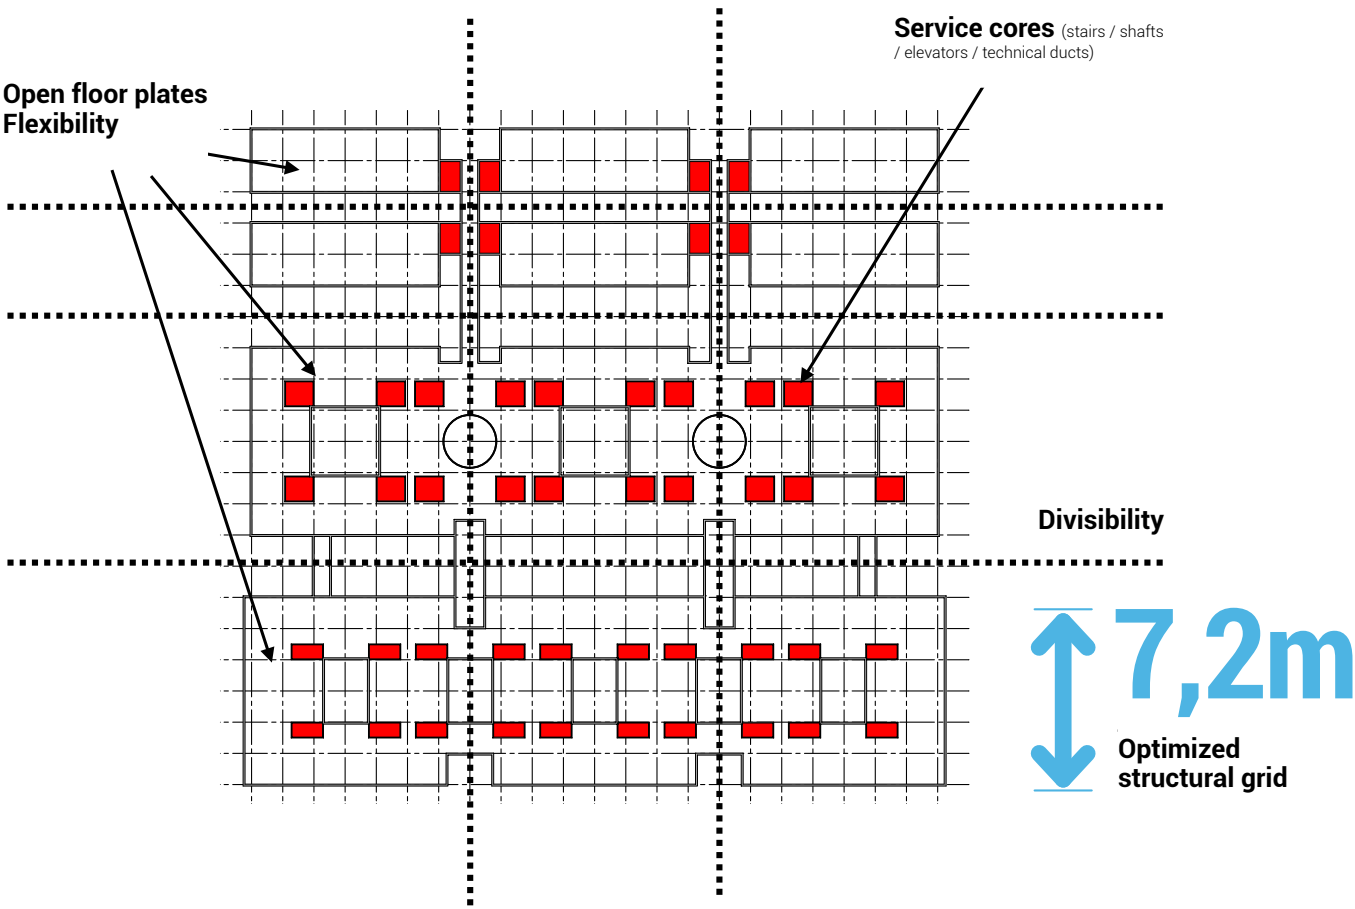 Service cores (stairs / shafts
/ elevators / technical ducts)
Open floor plates
Flexibility
Divisibility
7,2m
Optimized
structural grid